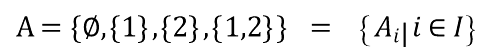 A = {∅,{1},{2},{1,2}} = {A_i| i ∈ I}